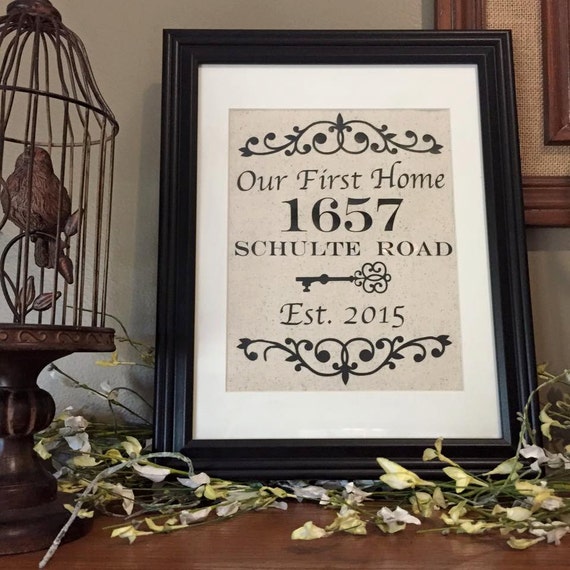 Our First Home
1657
SCHULTE ROAD
Est. 2015